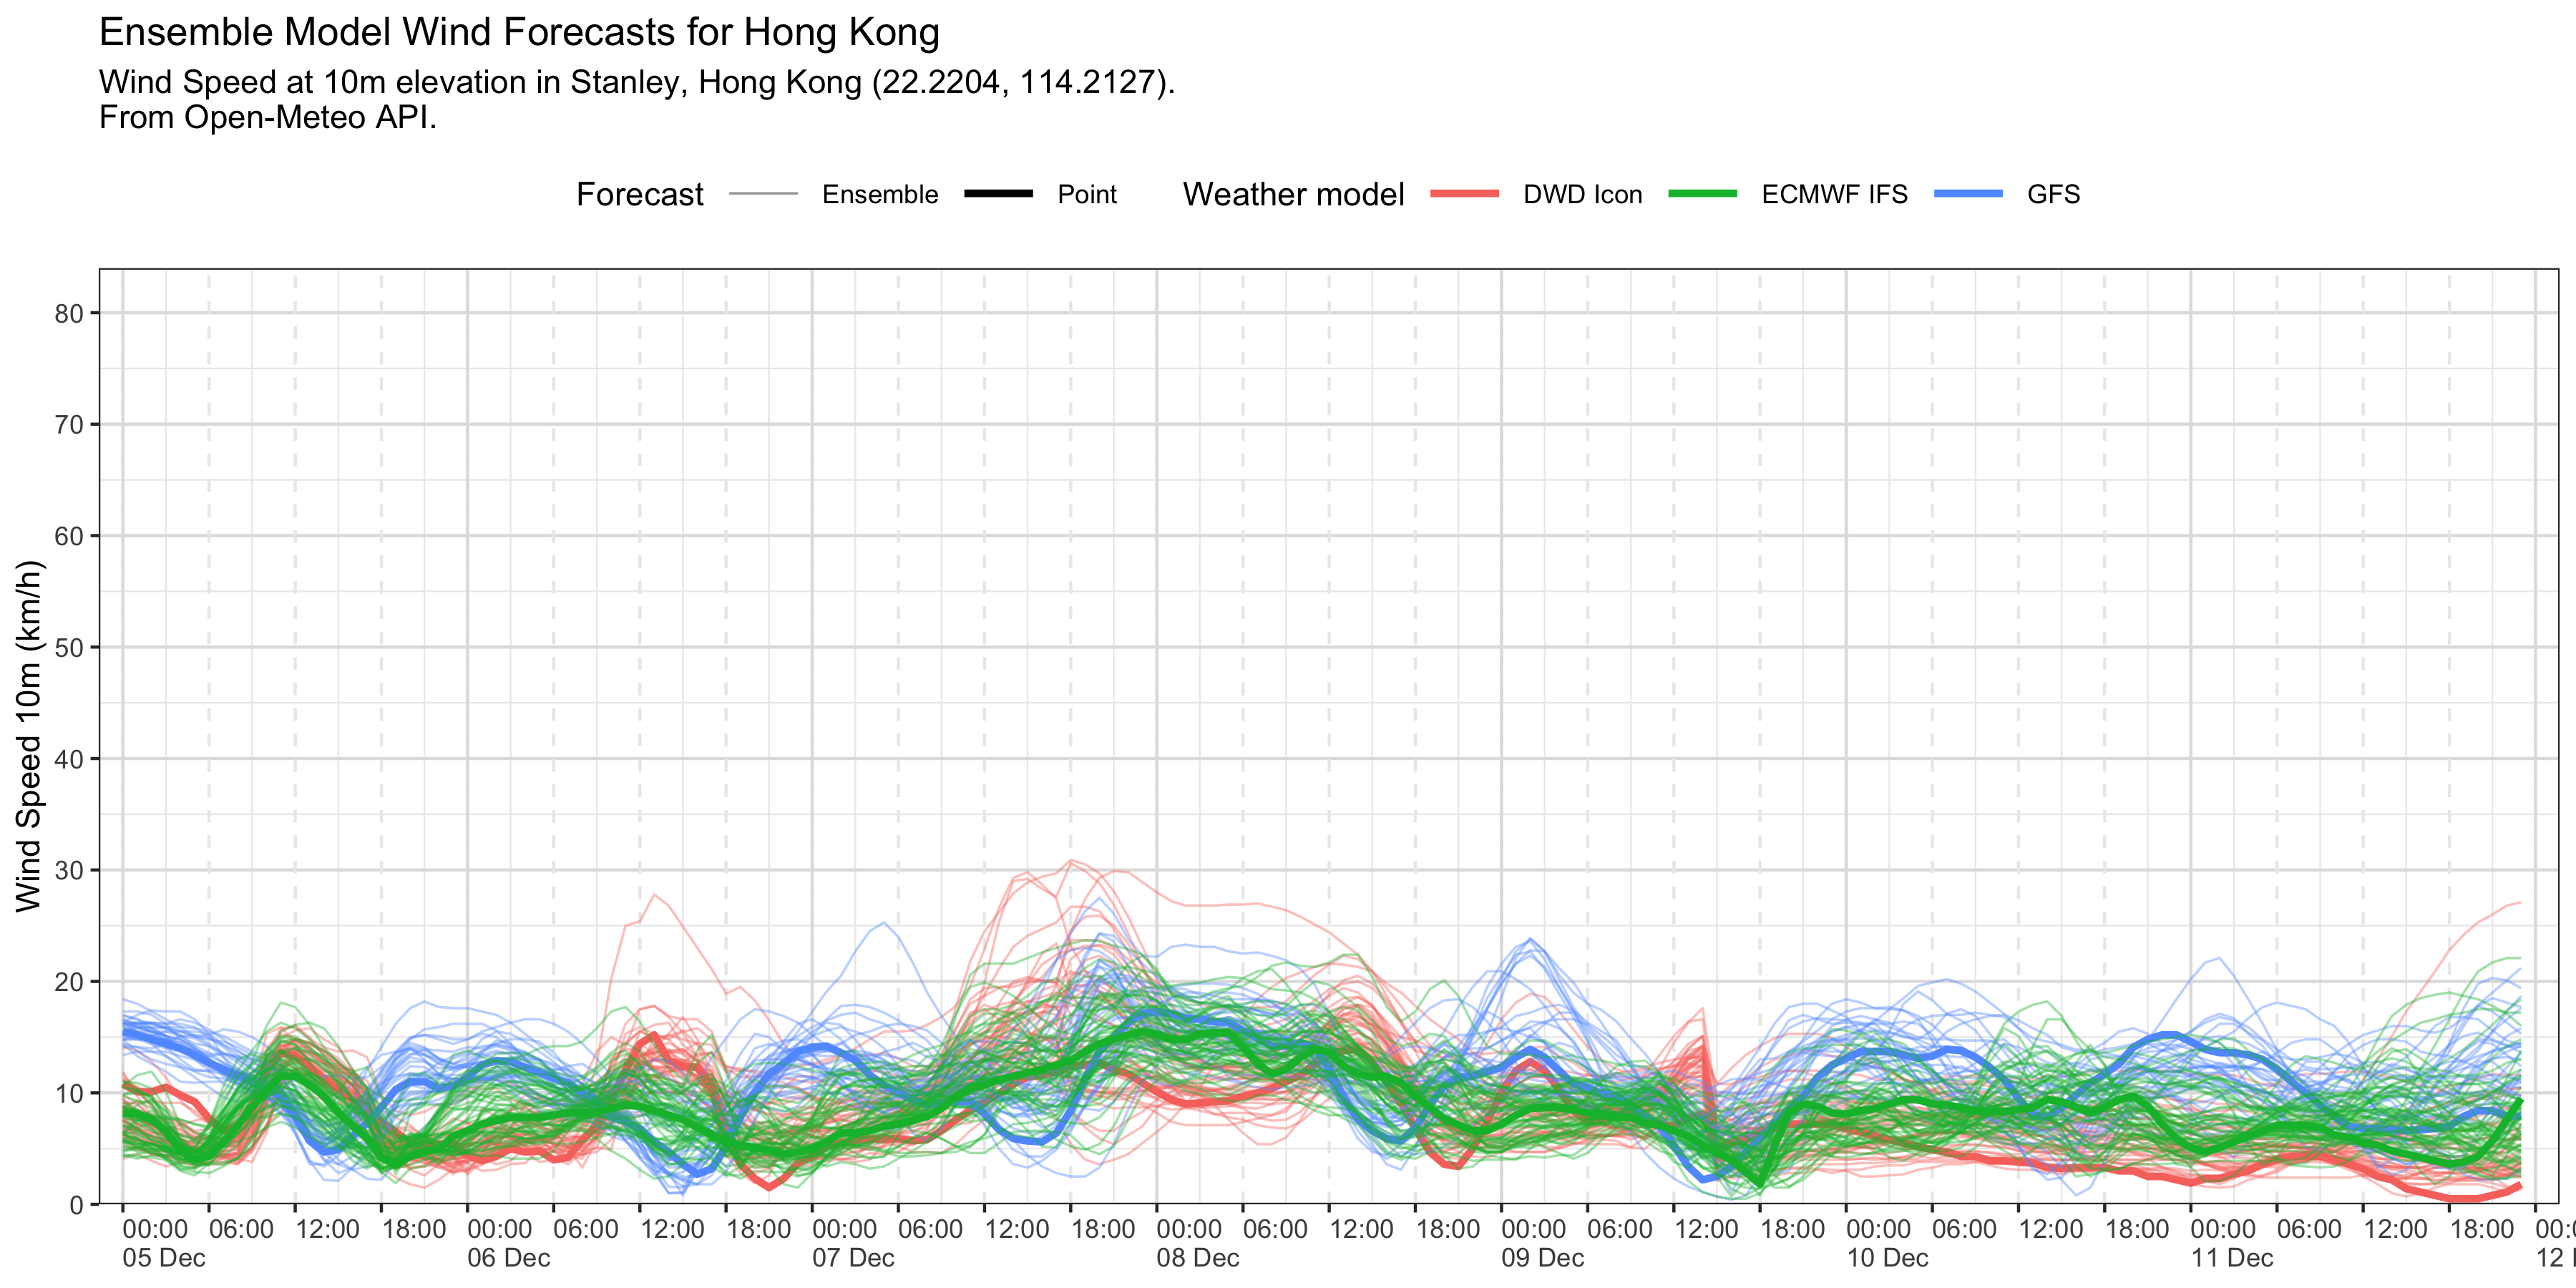 Ensemble Model Wind Forecasts for Hong Kong
Wind Speed at 10m elevation in Stanley, Hong Kong (22.2204, 114.2127).
From Open-Meteo API.
Forecast Ensemble Point Weather model DWD Icon ECMWF IFS GFS
Wind Speed 10m (km/h)
80
70
60
50
40
30
20
10
0
00:00 06:00 12:00 18:00 00:00 06:00 12:00 18:00 00:00 06:00 12:00 18:00 00:00 06:00 12:00 18:00 00:00 06:00 12:00 18:00 00:00 06:00 12:00 18:00 00:00 06:00 12:00 18:00
05 Dec 06 Dec 07 Dec 08 Dec 09 Dec 10 Dec 11 Dec 12